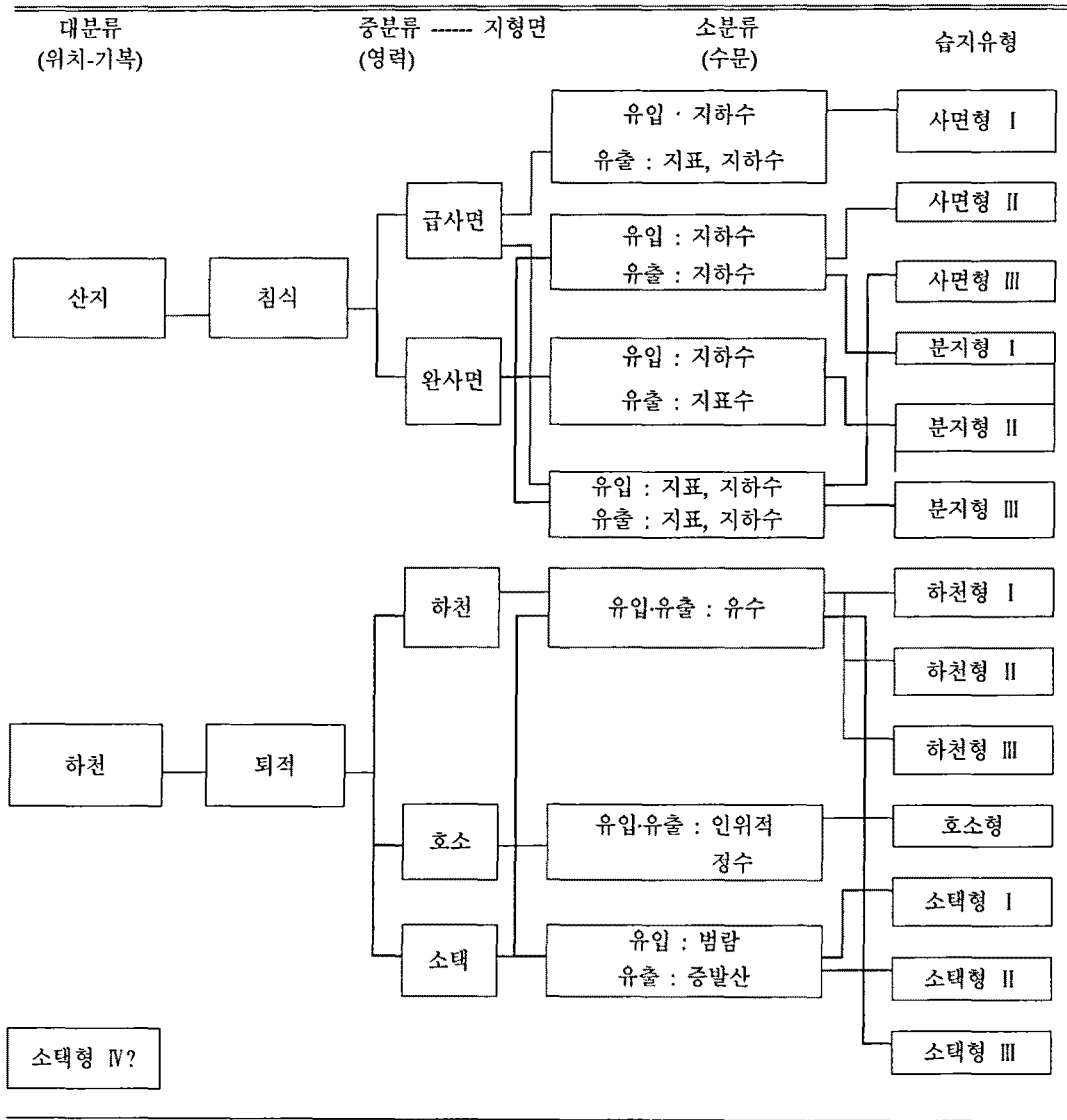 대분류 중분류 ------ 지형면 소분류 습지유형
(위치-기복) (영력) (수문)
유입 · 지하수
유출 : 지표, 지하수
사면형 Ⅰ
급사면
유입 : 지하수
유출 : 지하수
사면형 Ⅱ
산지
침식
사면형 Ⅲ
완사면
유입 : 지하수
유출 : 지표수
분지형 Ⅰ
분지형 Ⅱ
유입 : 지표, 지하수
유출 : 지표, 지하수
분지형 Ⅲ
하천
유입·유출 : 유수
하천형 Ⅰ
하천형 Ⅱ
하천
퇴적
하천형 Ⅲ
호소
유입·유출 : 인위적
정수
호소형
소택
유입 : 범람
유출 : 증발산
소택형 Ⅰ
소택형 Ⅱ
소택형 Ⅳ?
소택형 Ⅲ